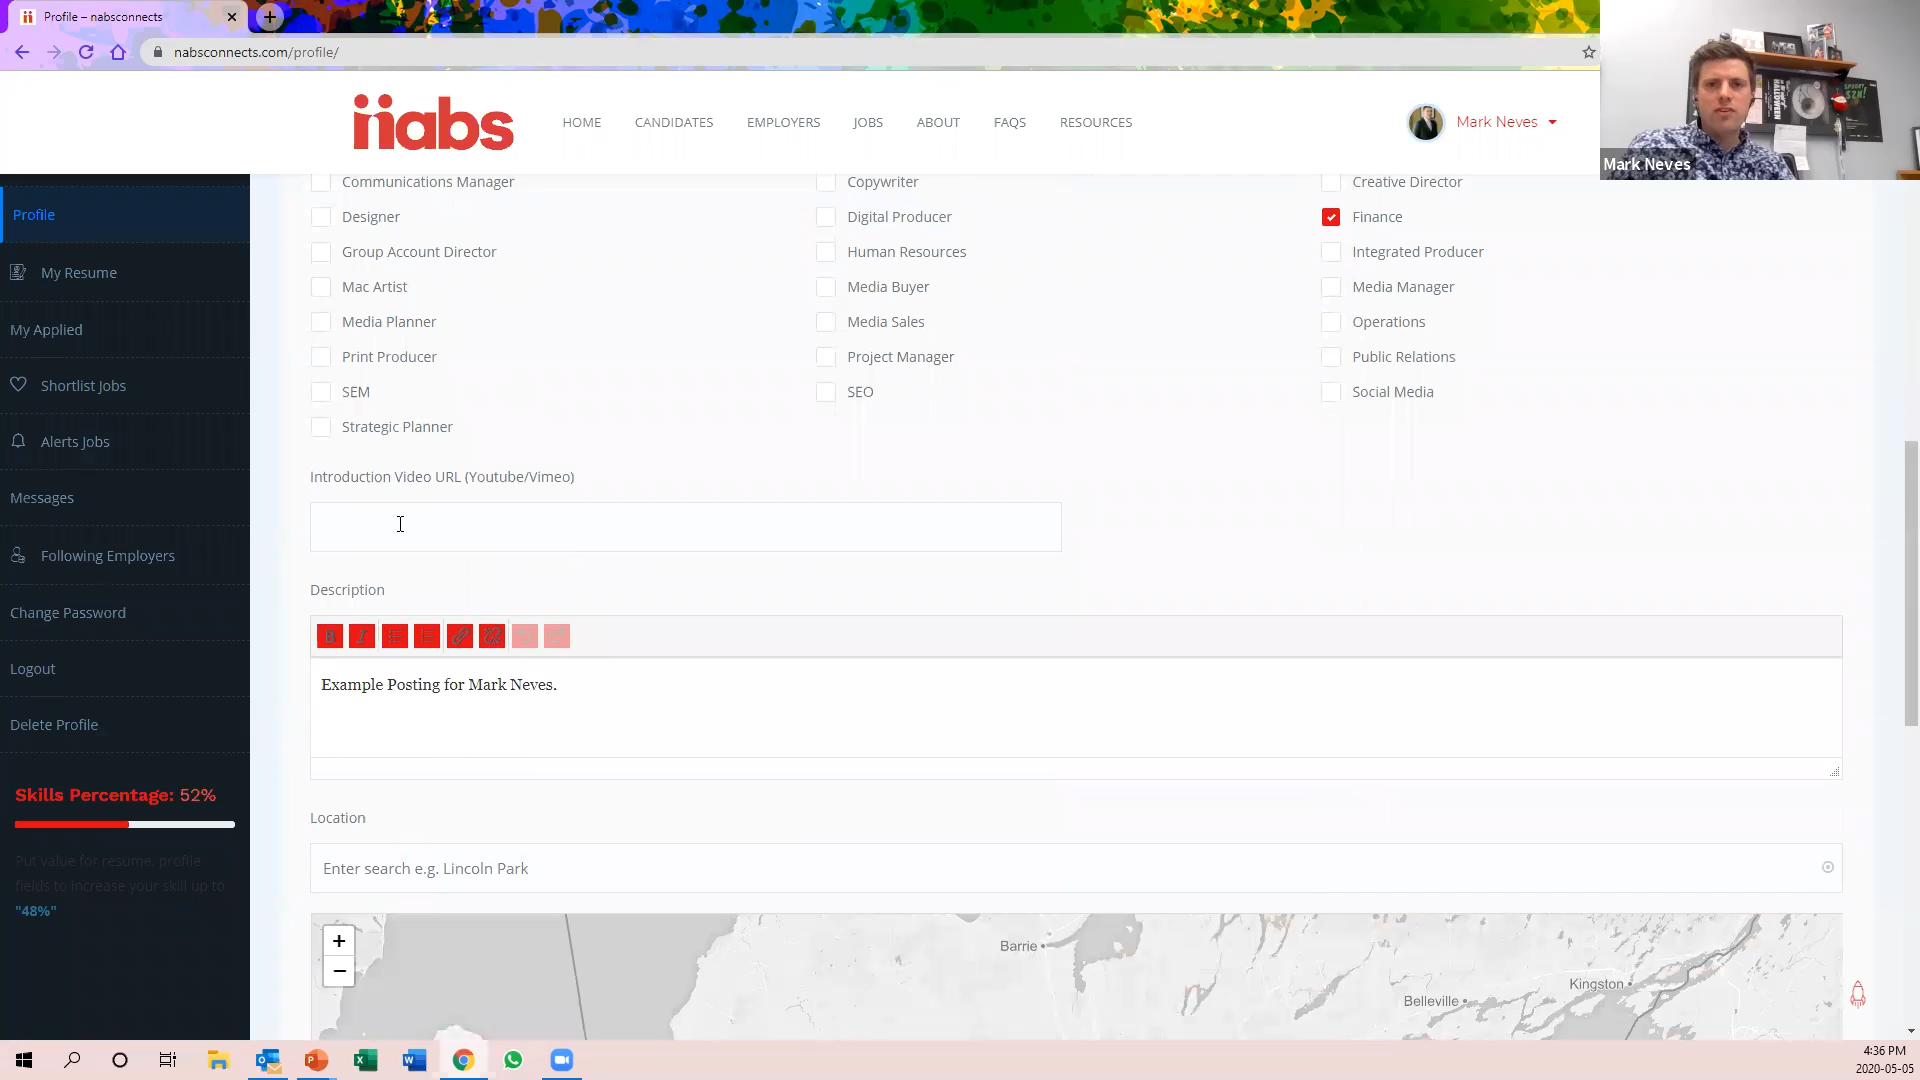 Profile – nabsconnects
nabsconnects.com/profile/
nabs
HOME
CANDIDATES
EMPLOYERS
JOBS
ABOUT
FAQS
RESOURCES
Mark Neves
Mark Neves
Profile
My Resume
My Applied
Shortlist Jobs
Alerts Jobs
Messages
Following Employers
Change Password
Logout
Delete Profile
Skills Percentage: 52%
Put value for resume, profile
fields to increase your skill up to
"48%"
Communications Manager
Copywriter
Creative Director
Designer
Digital Producer
Finance
Group Account Director
Human Resources
Integrated Producer
Mac Artist
Media Buyer
Media Manager
Media Planner
Media Sales
Operations
Print Producer
Project Manager
Public Relations
SEM
SEO
Social Media
Strategic Planner
Introduction Video URL (Youtube/Vimeo)
Description
B I
Example Posting for Mark Neves.
Location
Enter search e.g. Lincoln Park
+
−
Barrie
Kingston
Belleville
4:36 PM
2020-05-05